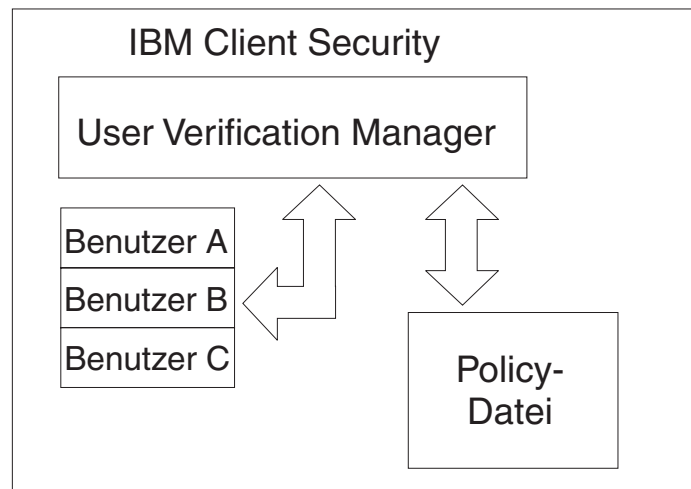 IBM Client Security
User Verification Manager
Benutzer A
Benutzer B
Benutzer C
Policy-
Datei